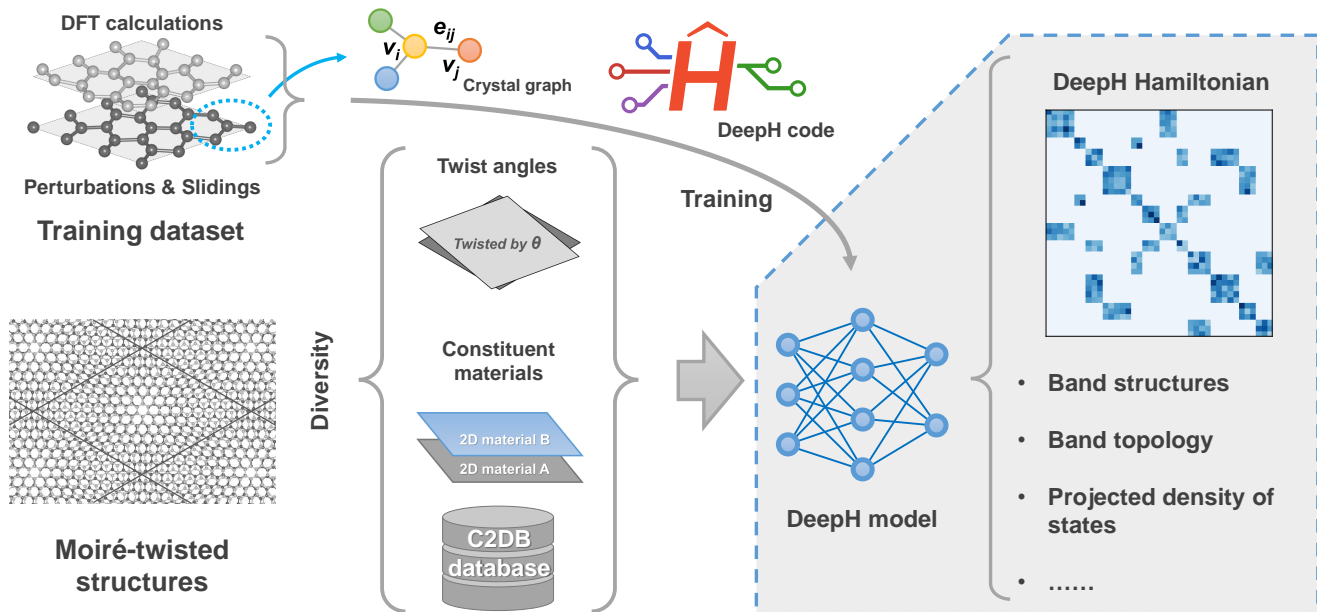 DFT calculations
Perturbations & Slidings
Training dataset
v_i
e_ij
v_j
Crystal graph
Ĥ
DeepH code
Training
Moiré-twisted
structures
Diversity
Twist angles
Twisted by θ
Constituent
materials
2D material B
2D material A
C2DB
database
DeepH model
DeepH Hamiltonian
• Band structures
• Band topology
• Projected density of
states
• ......